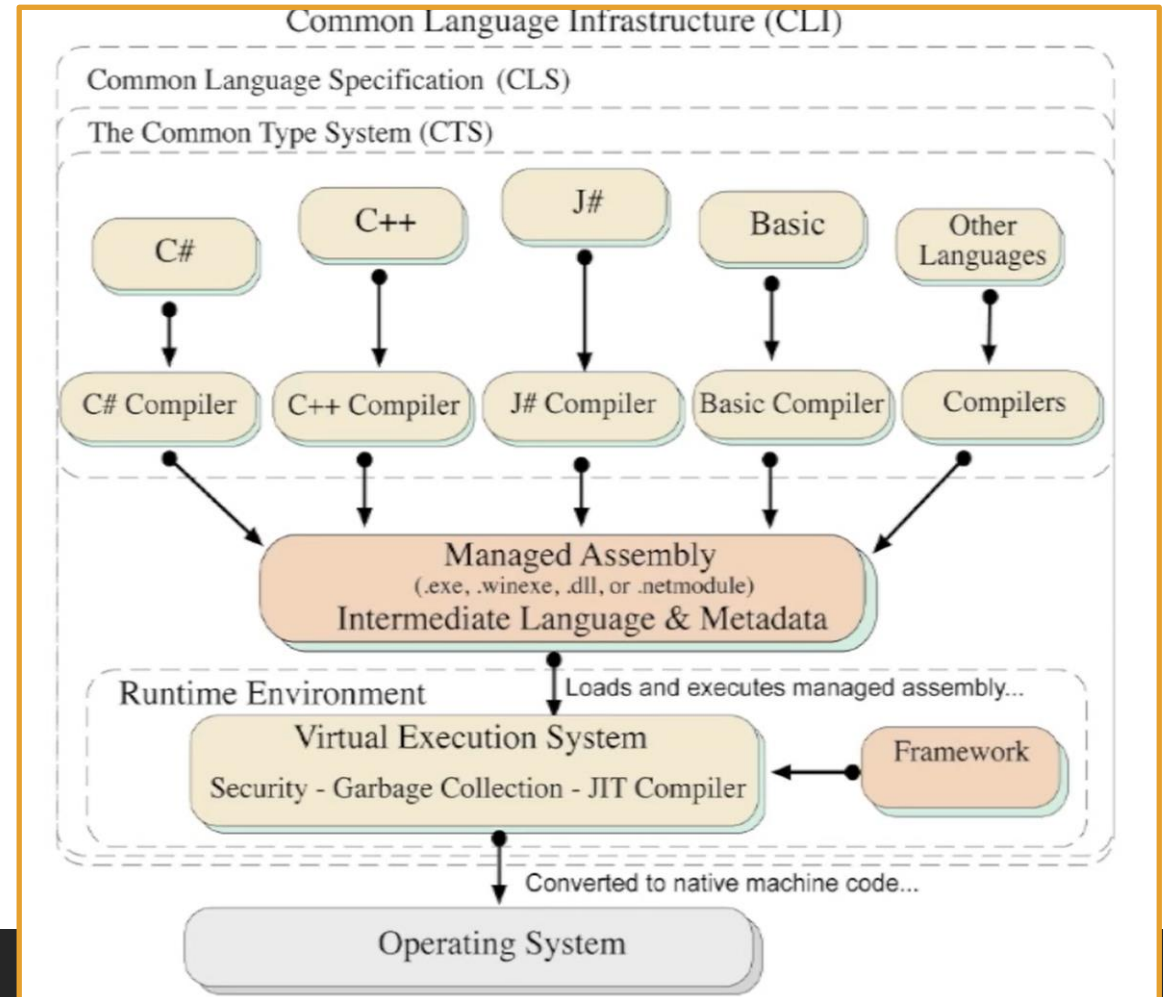 Common Language Infrastructure (CLI)
Common Language Specification (CLS)
The Common Type System (CTS)
C#
C++
J#
Basic
Other
Languages
C# Compiler
C++ Compiler
J# Compiler
Basic Compiler
Compilers
Managed Assembly
(.exe, .winexe, .dll, or .netmodule)
Intermediate Language & Metadata
Runtime Environment
Loads and executes managed assembly...
Virtual Execution System
Security - Garbage Collection - JIT Compiler
Framework
Converted to native machine code...
Operating System